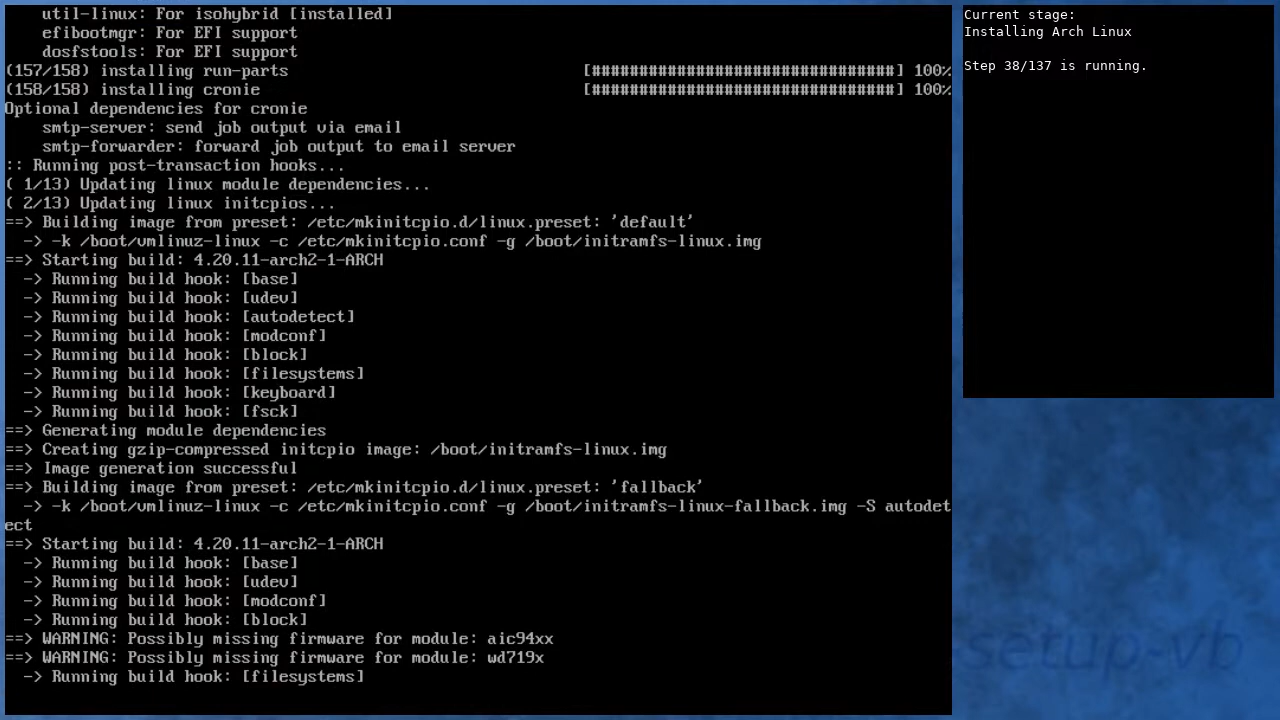 util-linux: For isohybrid [installed]
    efibootmgr: For EFI support
    dosfstools: For EFI support
(157/158) installing run-parts                               [################################] 100%
(158/158) installing cronie                                  [################################] 100%
Optional dependencies for cronie
    smtp-server: send job output via email
    smtp-forwarder: forward job output to email server
:: Running post-transaction hooks...
( 1/13) Updating linux module dependencies...
( 2/13) Updating linux initcpios...
==> Building image from preset: /etc/mkinitcpio.d/linux.preset: 'default'
  -> -k /boot/vmlinuz-linux -c /etc/mkinitcpio.conf -g /boot/initramfs-linux.img
==> Starting build: 4.20.11-arch2-1-ARCH
  -> Running build hook: [base]
  -> Running build hook: [udev]
  -> Running build hook: [autodetect]
  -> Running build hook: [modconf]
  -> Running build hook: [block]
  -> Running build hook: [filesystems]
  -> Running build hook: [keyboard]
  -> Running build hook: [fsck]
==> Generating module dependencies
==> Creating gzip-compressed initcpio image: /boot/initramfs-linux.img
==> Image generation successful
==> Building image from preset: /etc/mkinitcpio.d/linux.preset: 'fallback'
  -> -k /boot/vmlinuz-linux -c /etc/mkinitcpio.conf -g /boot/initramfs-linux-fallback.img -S autodet
ect
==> Starting build: 4.20.11-arch2-1-ARCH
  -> Running build hook: [base]
  -> Running build hook: [udev]
  -> Running build hook: [modconf]
  -> Running build hook: [block]
==> WARNING: Possibly missing firmware for module: aic94xx
==> WARNING: Possibly missing firmware for module: wd719x
  -> Running build hook: [filesystems]
Current stage:
Installing Arch Linux
Step 38/137 is running.
setup-vb